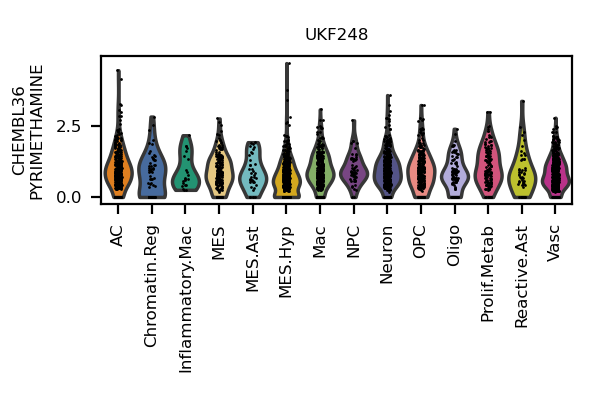 UKF248
CHEMBL36
PYRIMETHAMINE
2.5
0.0
AC
Chromatin.Reg
Inflammatory.Mac
MES
MES.Ast
MES.Hyp
Mac
NPC
Neuron
OPC
Oligo
Prolif.Metab
Reactive.Ast
Vasc